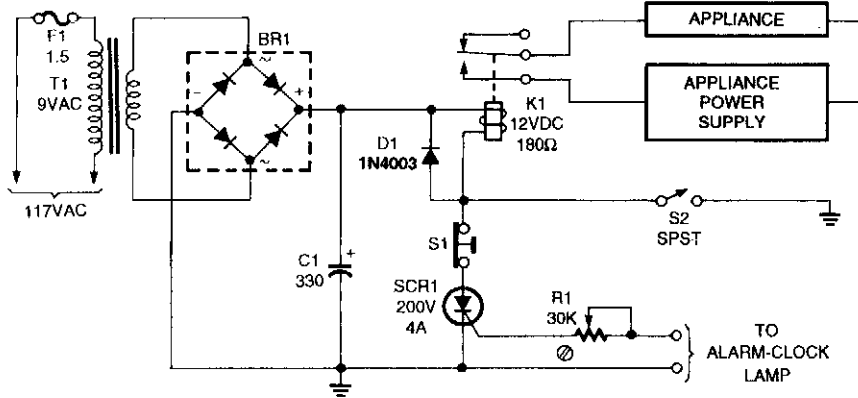 F1
1.5
T1
9VAC
117VAC
BR1
~
−
+
~
C1
330
+
D1
1N4003
K1
12VDC
180Ω
APPLIANCE
APPLIANCE
POWER
SUPPLY
S1
S2
SPST
SCR1
200V
4A
R1
30K
TO
ALARM-CLOCK
LAMP